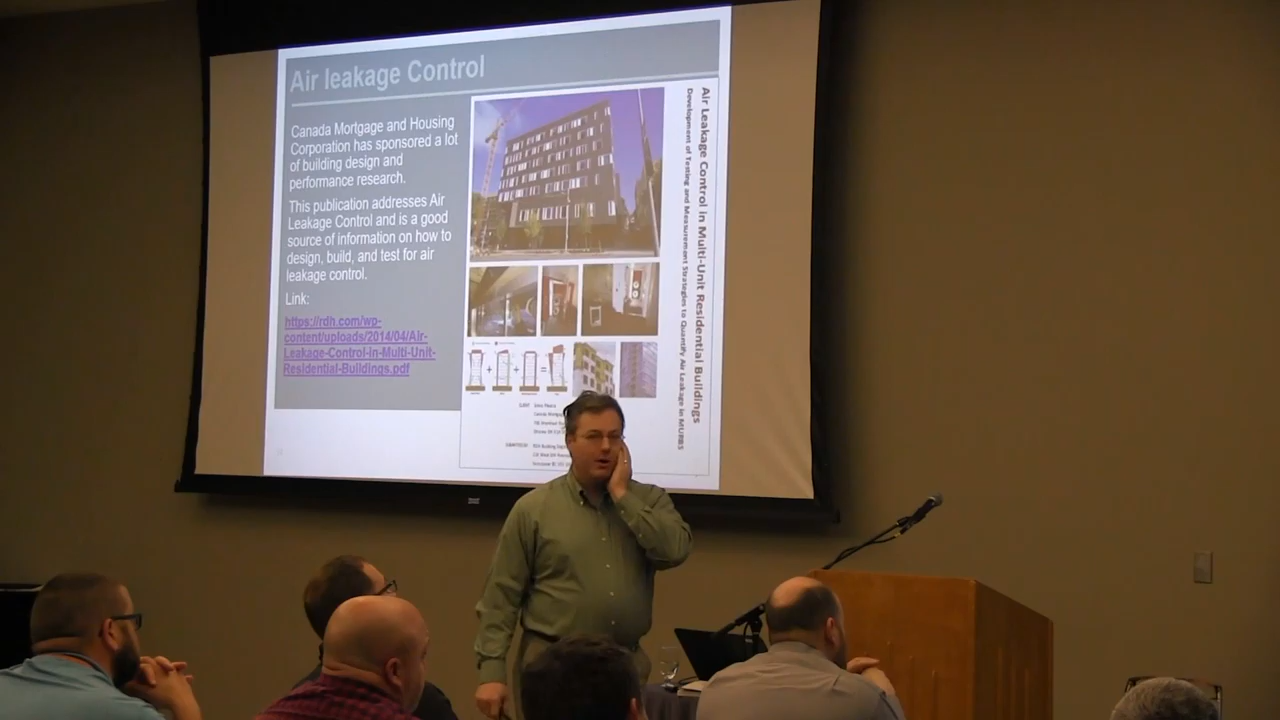 Air leakage Control
Canada Mortgage and Housing
Corporation has sponsored a lot
of building design and
performance research.
This publication addresses Air
Leakage Control and is a good
source of information on how to
design, build, and test for air
leakage control.
Link:
https://rdh.com/wp-
content/uploads/2014/04/Air-
Leakage-Control-in-Multi-Unit-
Residential-Buildings.pdf
Air Leakage Control in Multi-Unit Residential Buildings
Development of Testing and Measurement Strategies to Quantify Air Leakage in MURBS